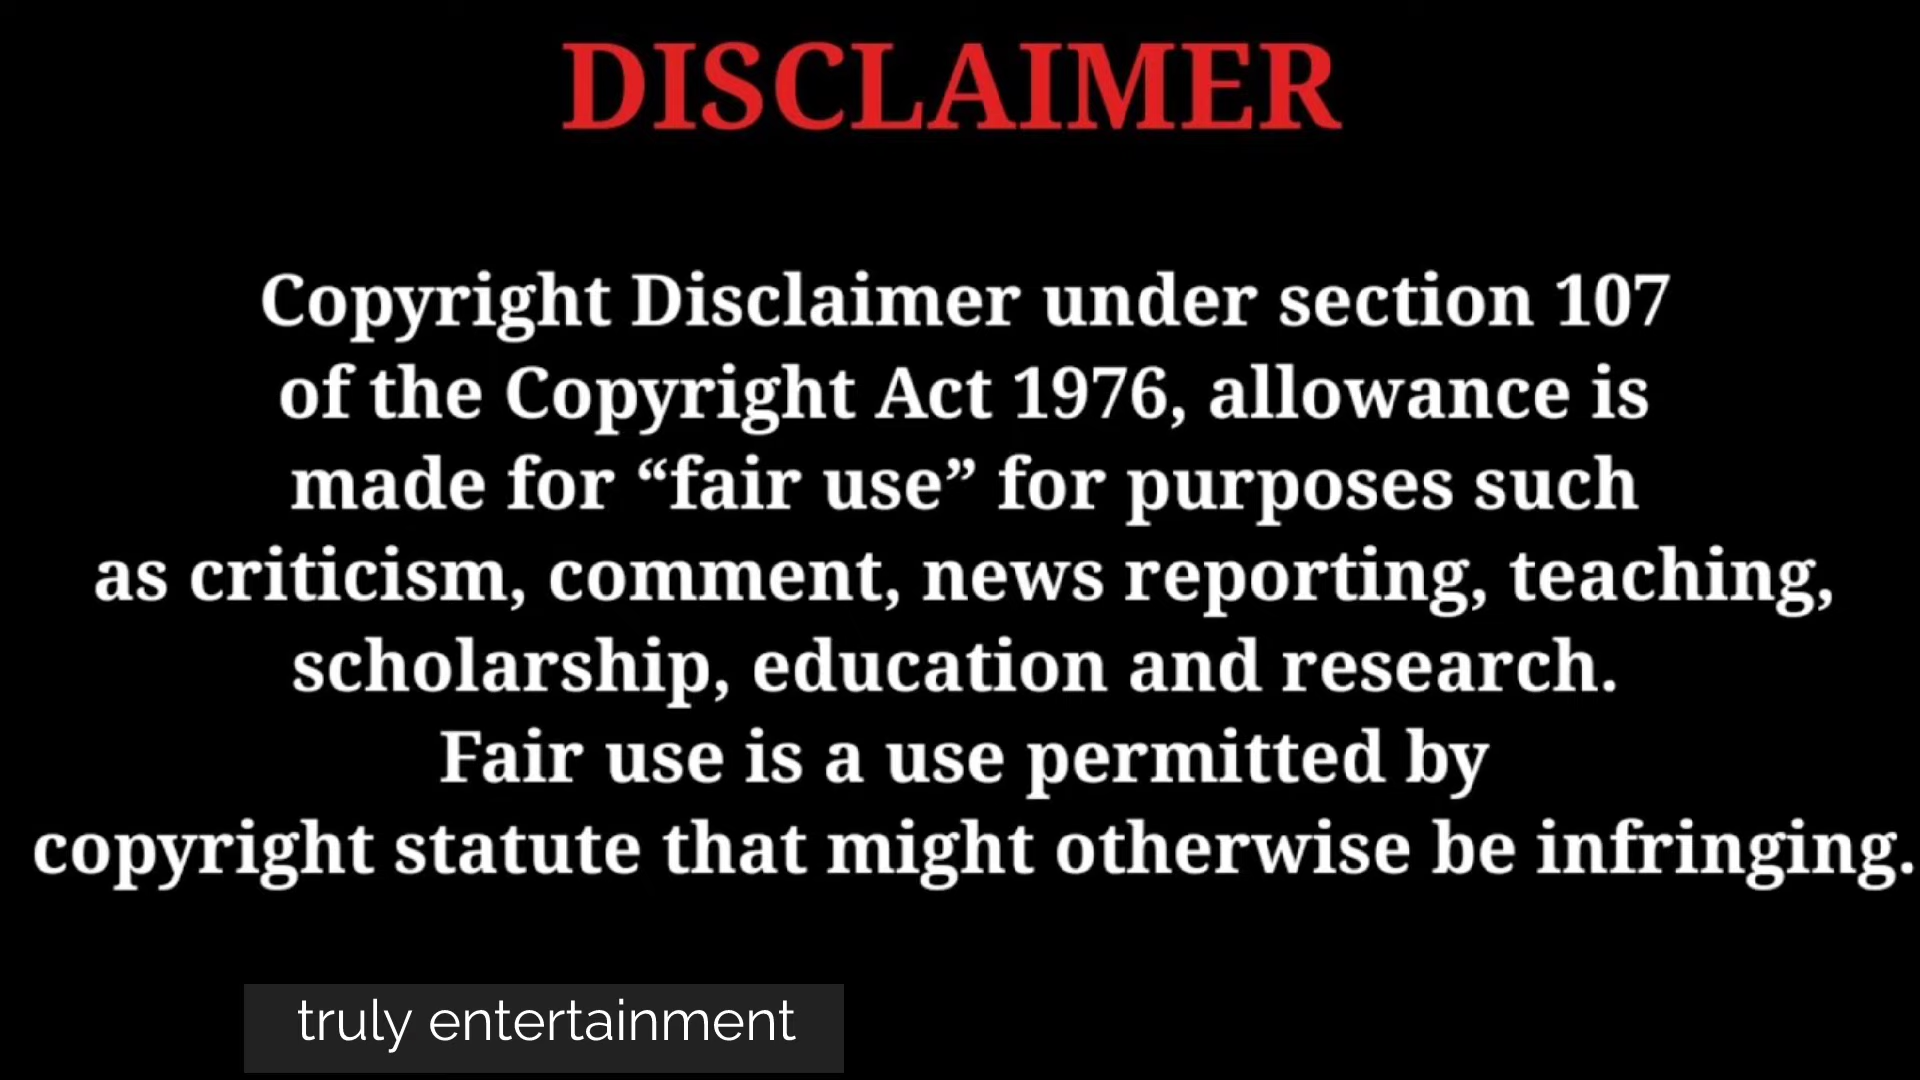 DISCLAIMER
Copyright Disclaimer under section 107
of the Copyright Act 1976, allowance is
made for “fair use” for purposes such
as criticism, comment, news reporting, teaching,
scholarship, education and research.
Fair use is a use permitted by
copyright statute that might otherwise be infringing.
truly entertainment